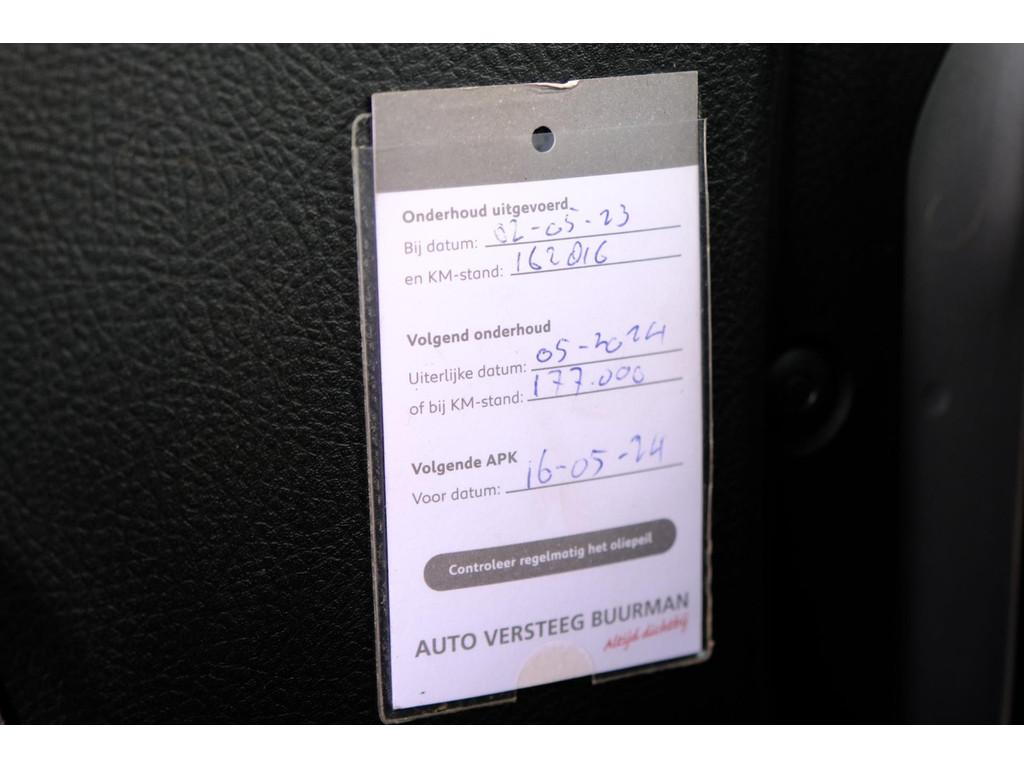 Onderhoud uitgevoerd
Bij datum: 02-05-23
en KM-stand: 162016
Volgend onderhoud
Uiterlijke datum: 05-2024
of bij KM-stand: 177.000
Volgende APK
Voor datum: 16-05-24
Controleer regelmatig het oliepeil
AUTO VERSTEEG BUURMAN
Altijd dichtbij